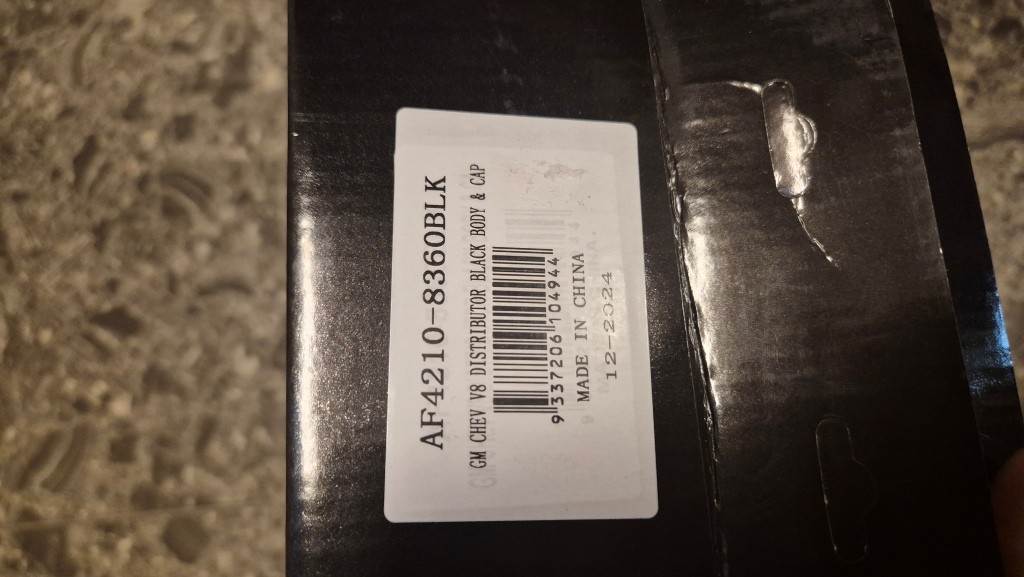 AF4210-8360BLK
GM CHEV V8 DISTRIBUTOR BLACK BODY & CAP
9 337206 104944
MADE IN CHINA
12-2024